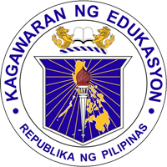 KAGAWARAN NG EDUKASYON
REPUBLIKA NG PILIPINAS